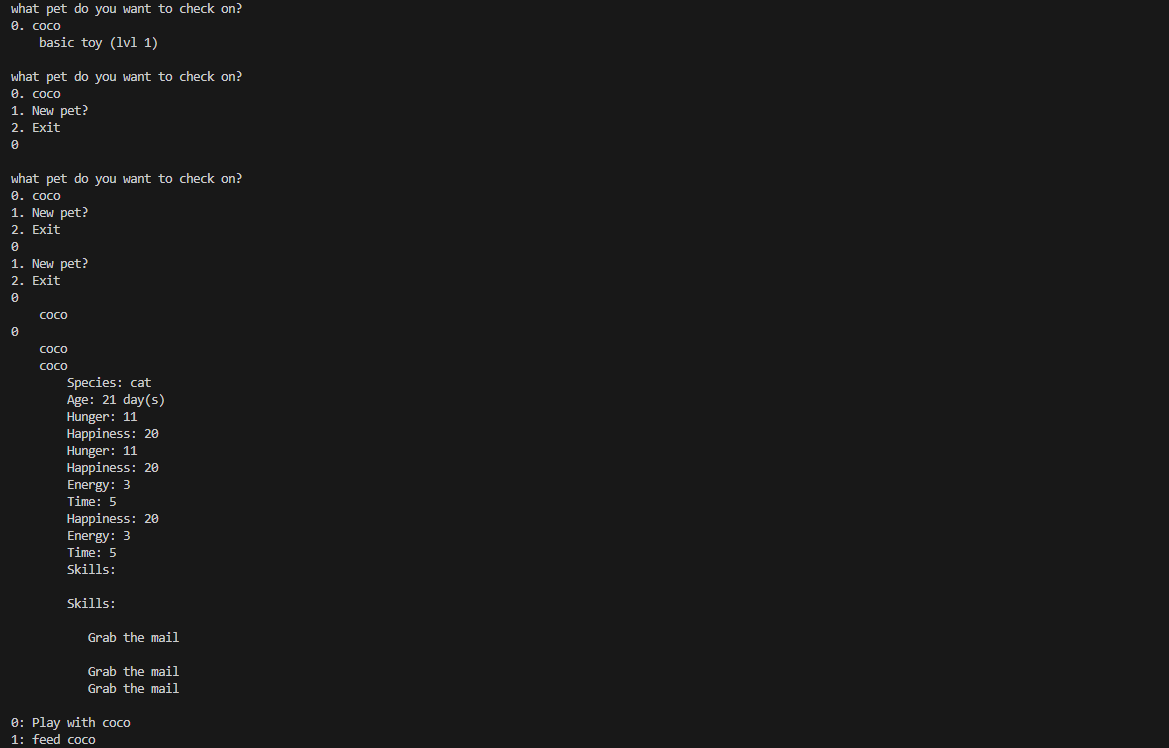 what pet do you want to check on?
0. coco
    basic toy (lvl 1)

what pet do you want to check on?
0. coco
1. New pet?
2. Exit
0

what pet do you want to check on?
0. coco
1. New pet?
2. Exit
0
1. New pet?
2. Exit
0
    coco
0
    coco
    coco
        Species: cat
        Age: 21 day(s)
        Hunger: 11
        Happiness: 20
        Hunger: 11
        Happiness: 20
        Energy: 3
        Time: 5
        Happiness: 20
        Energy: 3
        Time: 5
        Skills:

        Skills:

           Grab the mail

           Grab the mail
           Grab the mail

0: Play with coco
1: feed coco